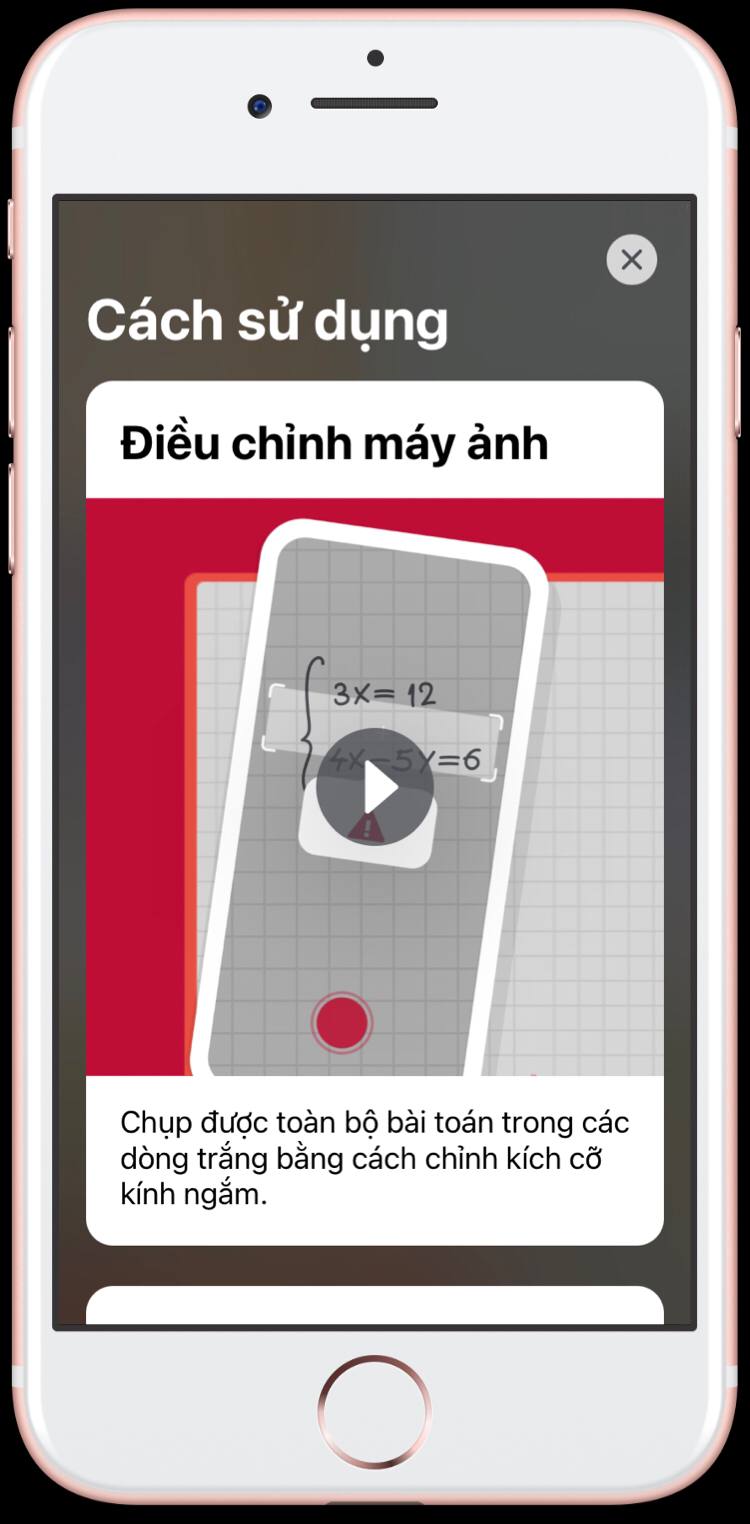 Cách sử dụng
Điều chỉnh máy ảnh
3x = 12
4x - 5y = 6
Chụp được toàn bộ bài toán trong các
dòng trắng bằng cách chỉnh kích cỡ
kính ngắm.